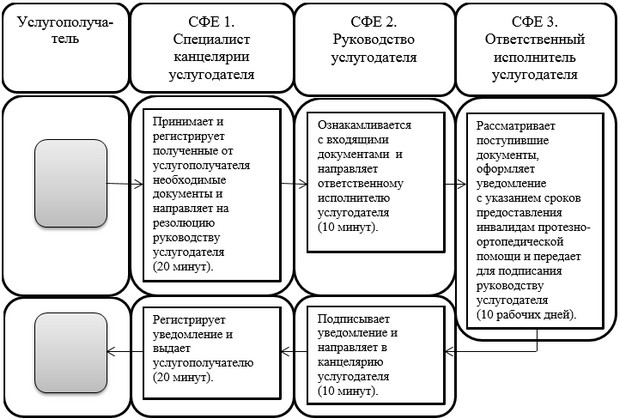 Услугополуча-
тель
СФЕ 1.
Специалист
канцелярии
услугодателя
СФЕ 2.
Руководство
услугодателя
СФЕ 3.
Ответственный
исполнитель
услугодателя
Принимает и
регистрирует
полученные от
услугополучателя
необходимые
документы и
направляет на
резолюцию
руководству
услугодателя
(20 минут).
Ознакамливается
с входящими
документами и
направляет
ответственному
исполнителю
услугодателя
(10 минут).
Рассматривает
поступившие
документы,
оформляет
уведомление
с указанием сроков
предоставления
инвалидам протезно-
ортопедической
помощи и передает
для подписания
руководству
услугодателя
(10 рабочих дней).
Регистрирует
уведомление и
выдает
услугополучателю
(20 минут).
Подписывает
уведомление и
направляет в
канцелярию
услугодателя
(10 минут).